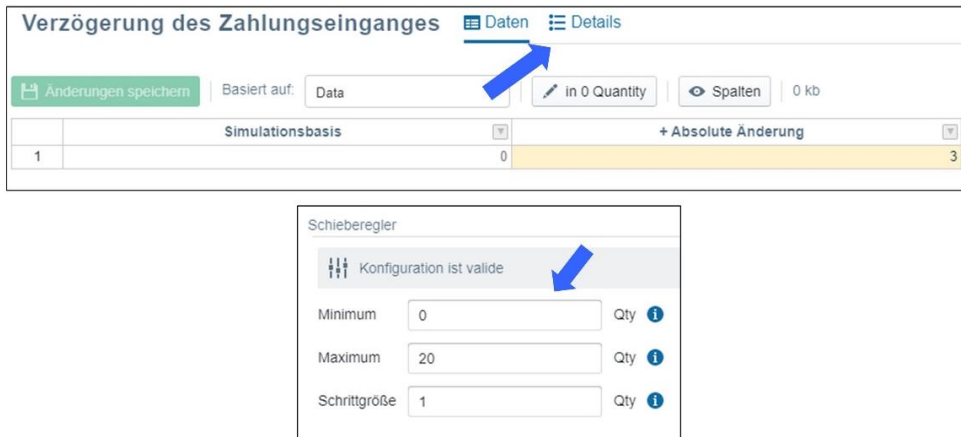 Verzögerung des Zahlungseinganges Daten Details
Änderungen speichern Basiert auf: Data in 0 Quantity Spalten 0 kb
Simulationsbasis + Absolute Änderung
1 0 3
Schieberegler
Konfiguration ist valide
Minimum 0 Qty
Maximum 20 Qty
Schrittgröße 1 Qty